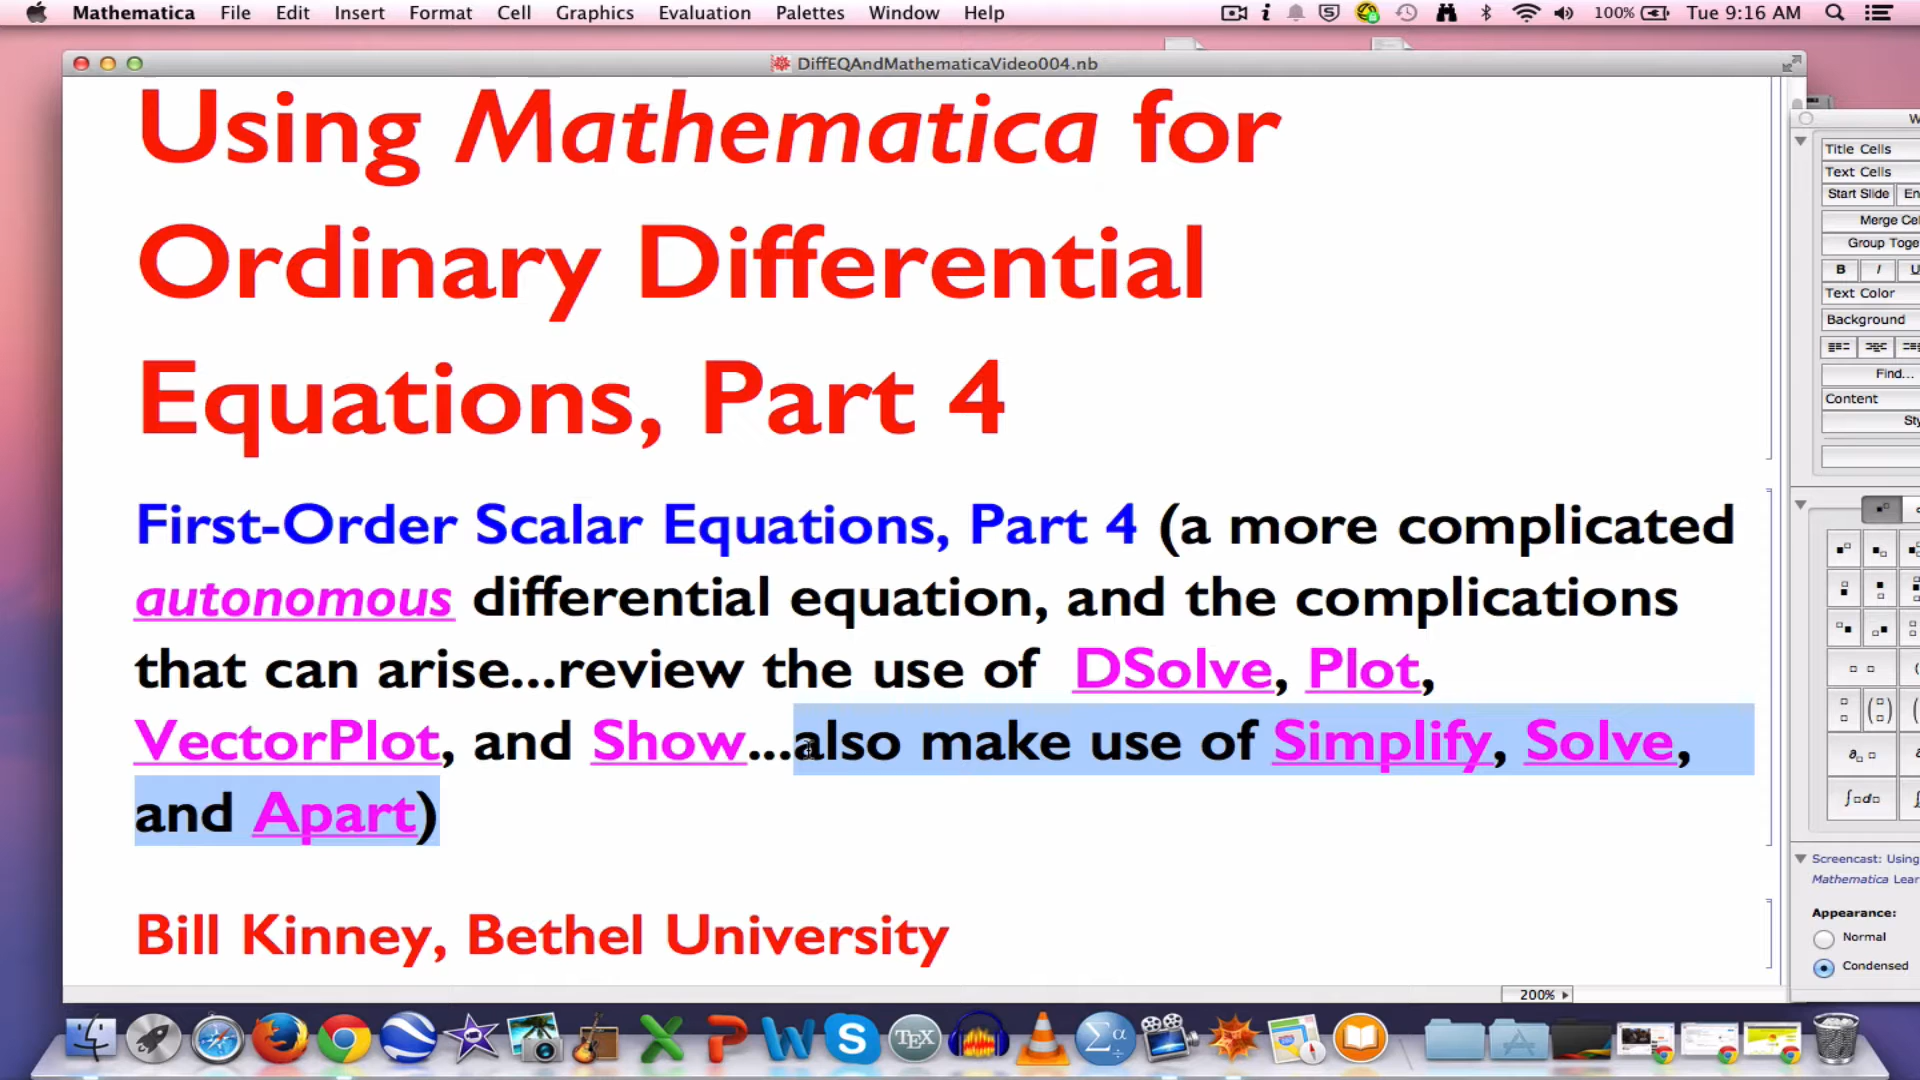 Mathematica File Edit Insert Format Cell Graphics Evaluation Palettes Window Help 100% Tue 9:16 AM
DiffEQAndMathematicaVideo004.nb
Using Mathematica for
Ordinary Differential
Equations, Part 4
First-Order Scalar Equations, Part 4 (a more complicated
autonomous differential equation, and the complications
that can arise...review the use of DSolve, Plot,
VectorPlot, and Show...also make use of Simplify, Solve,
and Apart)
Bill Kinney, Bethel University
200%
Title Cells
Text Cells
Start Slide
Merge Cel
Group Toge
B I U
Text Color
Background
Find...
Content
Screencast: Using
Mathematica Lear
Appearance:
Normal
Condensed